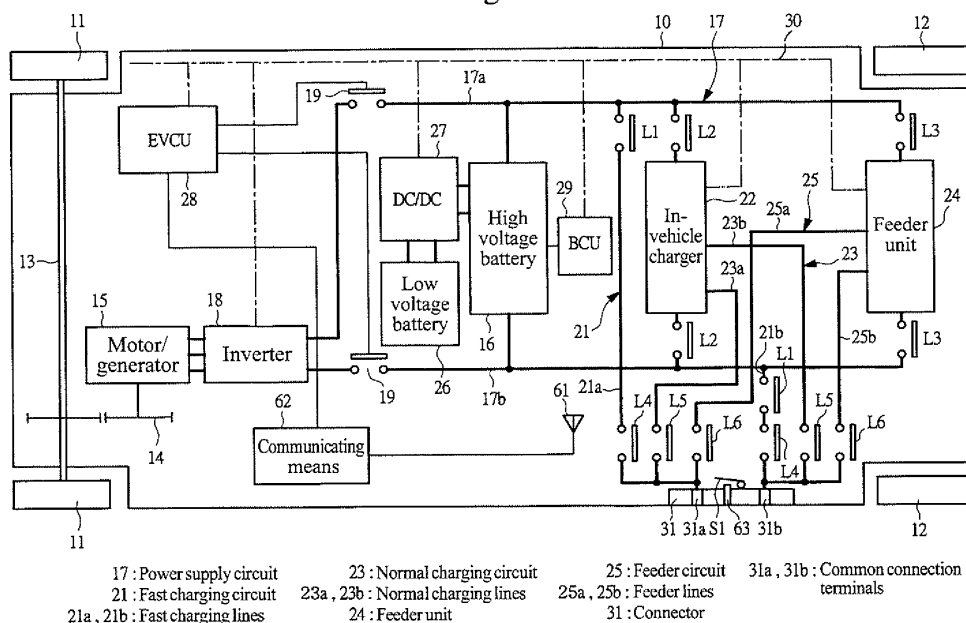 11
10
17
30
12
19
17a
L1
L2
L3
EVCU
28
27
DC/DC
High
voltage
battery
29
BCU
22
In-
vehicle
charger
25
25a
23b
23
23a
Feeder
unit
24
13
15
Motor/
generator
18
Inverter
Low
voltage
battery
16
26
21
L2
21b
L1
25b
L3
19
17b
21a
14
62
Communicating
means
61
L4
L5
L6
L4
L5
L6
11
31
31a
S1
63
31b
12
17 : Power supply circuit
21 : Fast charging circuit
21a , 21b : Fast charging lines
23 : Normal charging circuit
23a , 23b : Normal charging lines
24 : Feeder unit
25 : Feeder circuit
25a , 25b : Feeder lines
31 : Connector
31a , 31b : Common connection
terminals